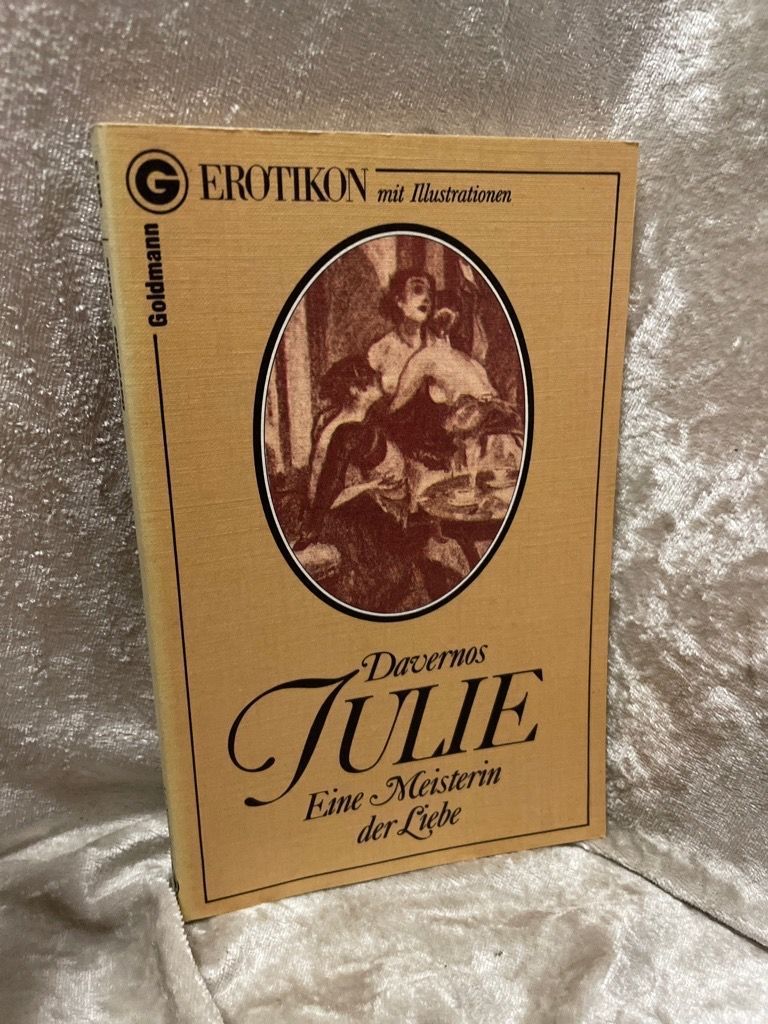 G EROTIKON mit Illustrationen
Goldmann
Davernos
JULIE
Eine Meisterin
der Liebe